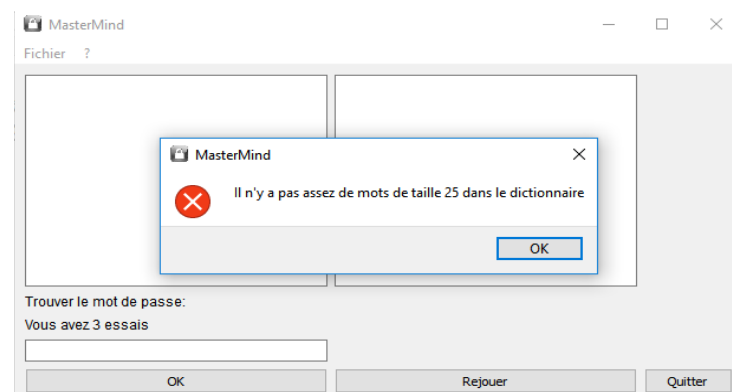 MasterMind
Fichier ?
MasterMind
Il n'y a pas assez de mots de taille 25 dans le dictionnaire
OK
Trouver le mot de passe:
Vous avez 3 essais
OK Rejouer Quitter